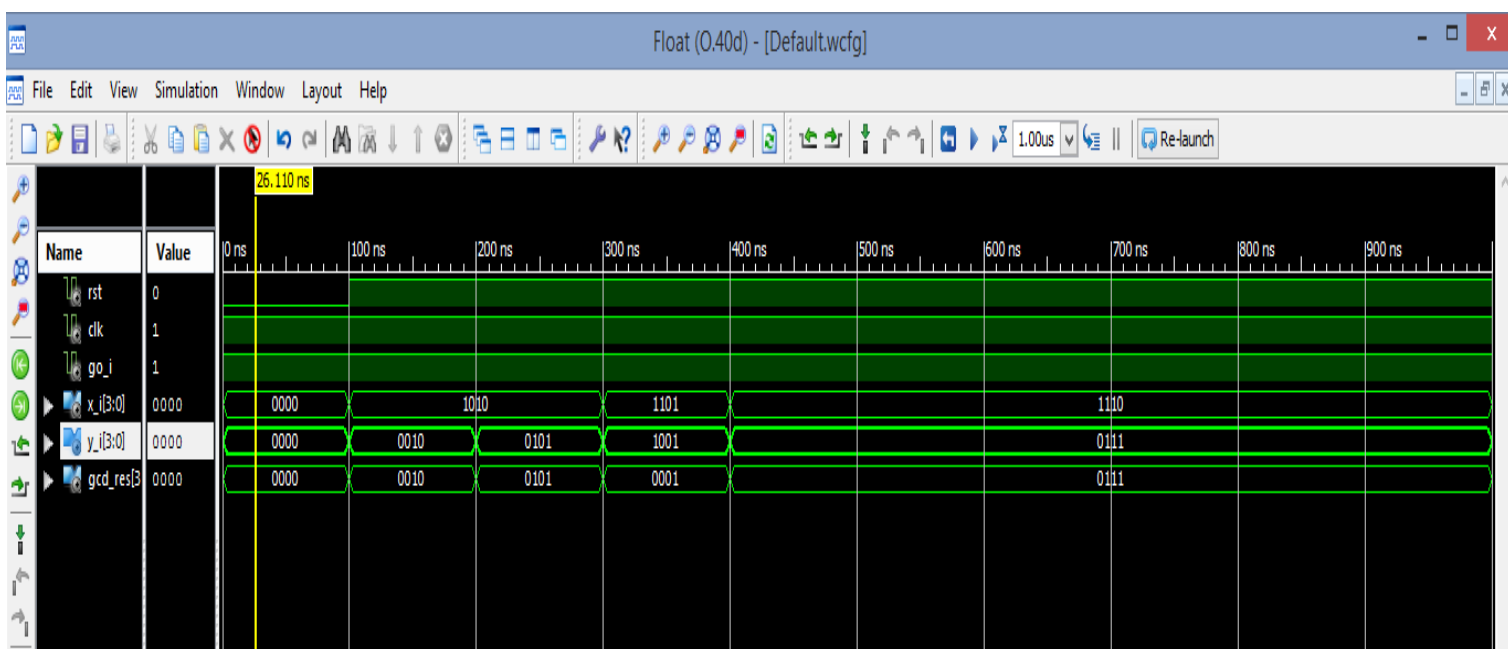 Float (O.40d) - [Default.wcfg]
File Edit View Simulation Window Layout Help
1.00us Re-launch
26.110 ns
Name Value 0 ns 100 ns 200 ns 300 ns 400 ns 500 ns 600 ns 700 ns 800 ns 900 ns
rst 0
clk 1
go_i 1
x_i[3:0] 0000 0000 1010 1101 1110
y_i[3:0] 0000 0000 0010 0101 1001 0111
gcd_res[3 0000 0000 0010 0101 0001 0111